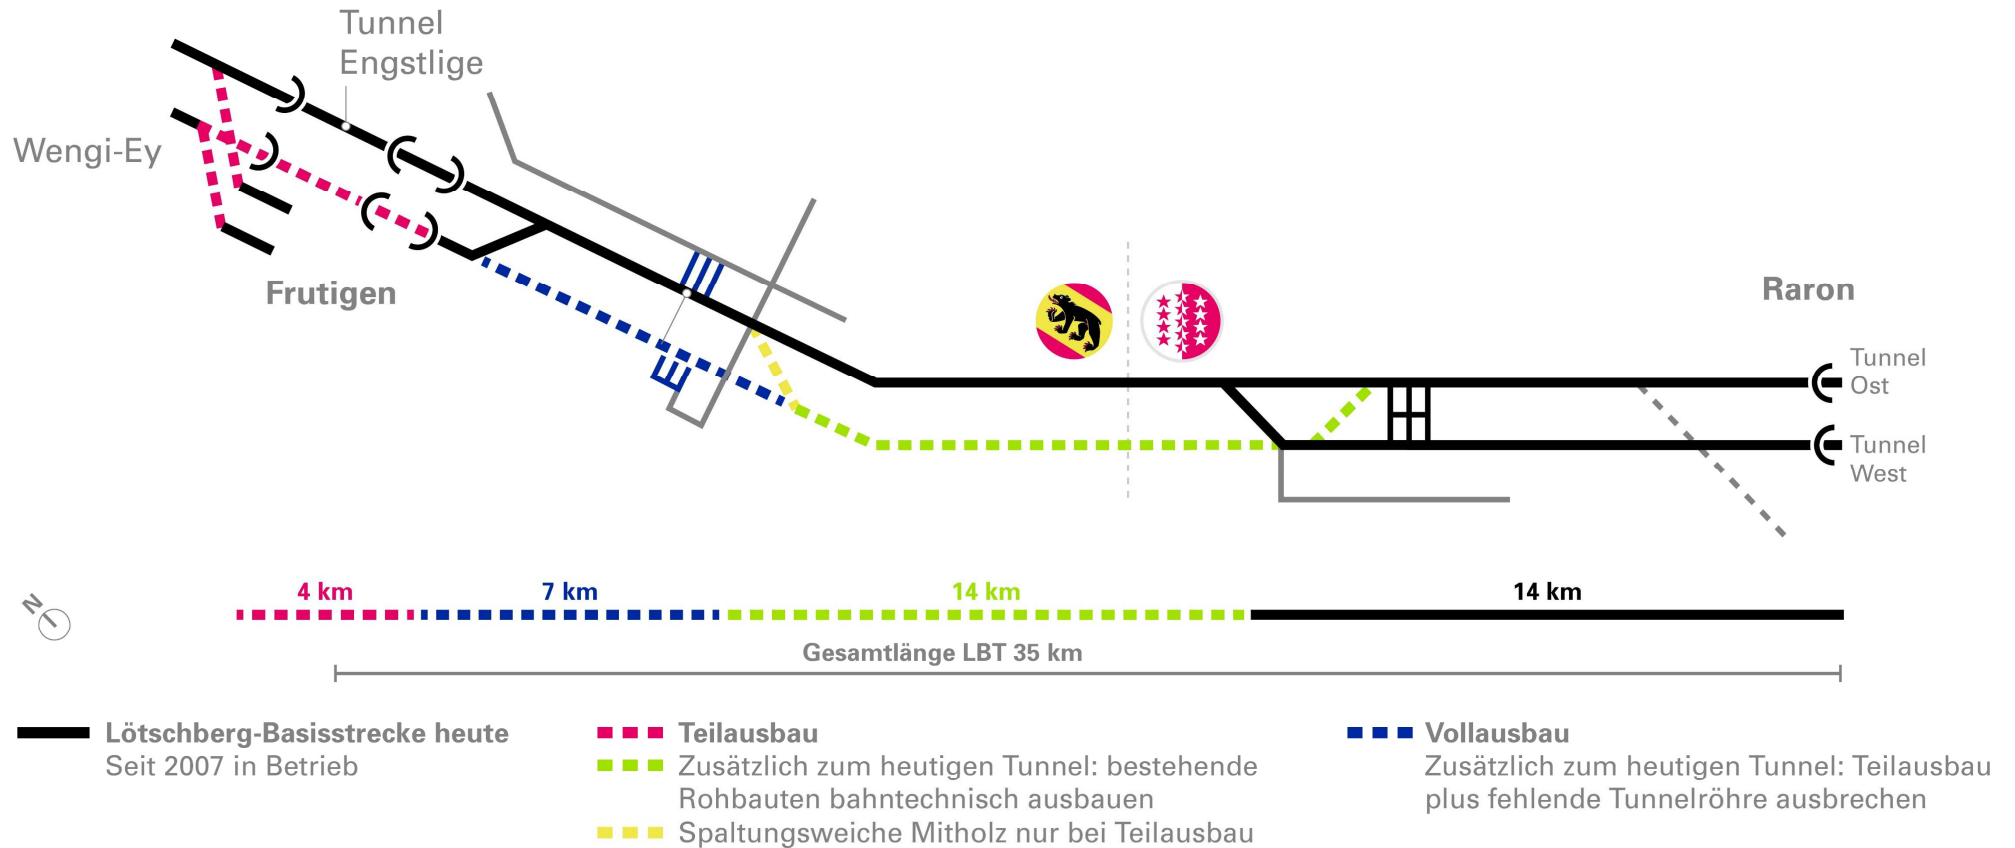 Tunnel
Engstlige
Wengi-Ey
Frutigen
Raron
Tunnel
Ost
Tunnel
West
N
4 km
7 km
14 km
14 km
Gesamtlänge LBT 35 km
Lötschberg-Basisstrecke heute
Seit 2007 in Betrieb
Teilausbau
Zusätzlich zum heutigen Tunnel: bestehende
Rohbauten bahntechnisch ausbauen
Spaltungsweiche Mitholz nur bei Teilausbau
Vollausbau
Zusätzlich zum heutigen Tunnel: Teilausbau
plus fehlende Tunnelröhre ausbrechen